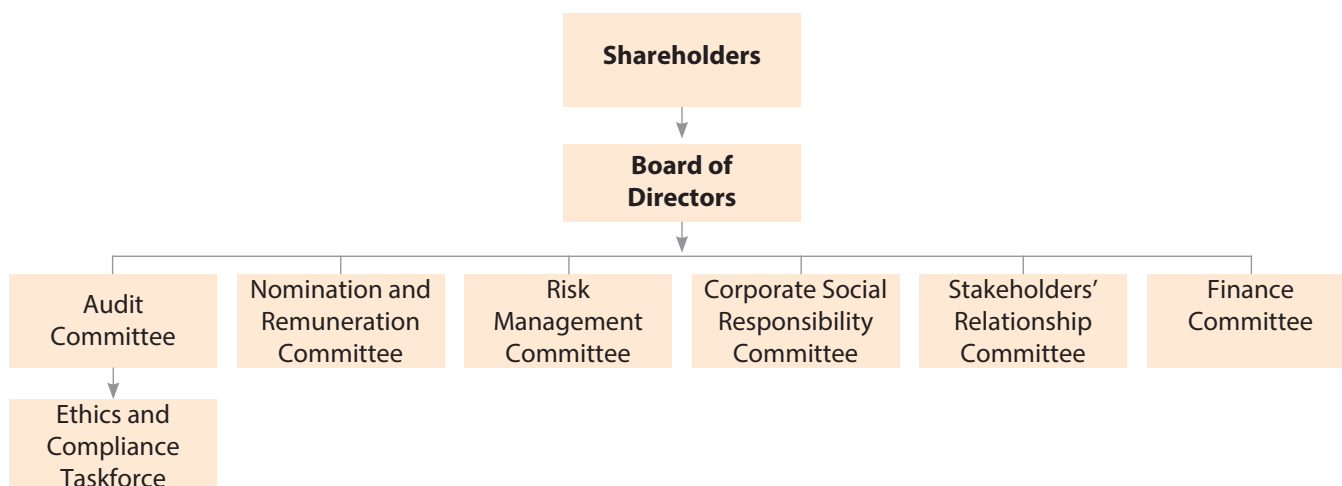 Shareholders
Board of
Directors
Audit
Committee
Nomination and
Remuneration
Committee
Risk
Management
Committee
Corporate Social
Responsibility
Committee
Stakeholders’
Relationship
Committee
Finance
Committee
Ethics and
Compliance
Taskforce